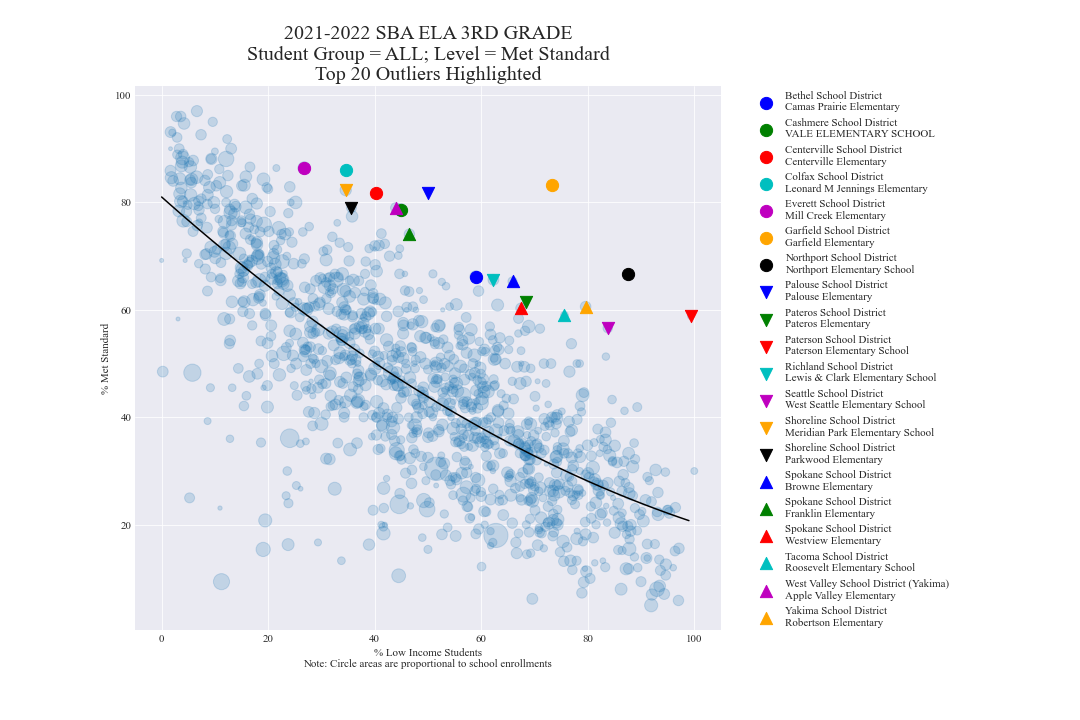 2021-2022 SBA ELA 3RD GRADE
Student Group = ALL; Level = Met Standard
Top 20 Outliers Highlighted
100
80
60
40
20
% Met Standard
0
20
40
60
80
100
% Low Income Students
Note: Circle areas are proportional to school enrollments
Bethel School District
Camas Prairie Elementary
Cashmere School District
VALE ELEMENTARY SCHOOL
Centerville School District
Centerville Elementary
Colfax School District
Leonard M Jennings Elementary
Everett School District
Mill Creek Elementary
Garfield School District
Garfield Elementary
Northport School District
Northport Elementary School
Palouse School District
Palouse Elementary
Pateros School District
Pateros Elementary
Paterson School District
Paterson Elementary School
Richland School District
Lewis & Clark Elementary School
Seattle School District
West Seattle Elementary School
Shoreline School District
Meridian Park Elementary School
Shoreline School District
Parkwood Elementary
Spokane School District
Browne Elementary
Spokane School District
Franklin Elementary
Spokane School District
Westview Elementary
Tacoma School District
Roosevelt Elementary School
West Valley School District (Yakima)
Apple Valley Elementary
Yakima School District
Robertson Elementary